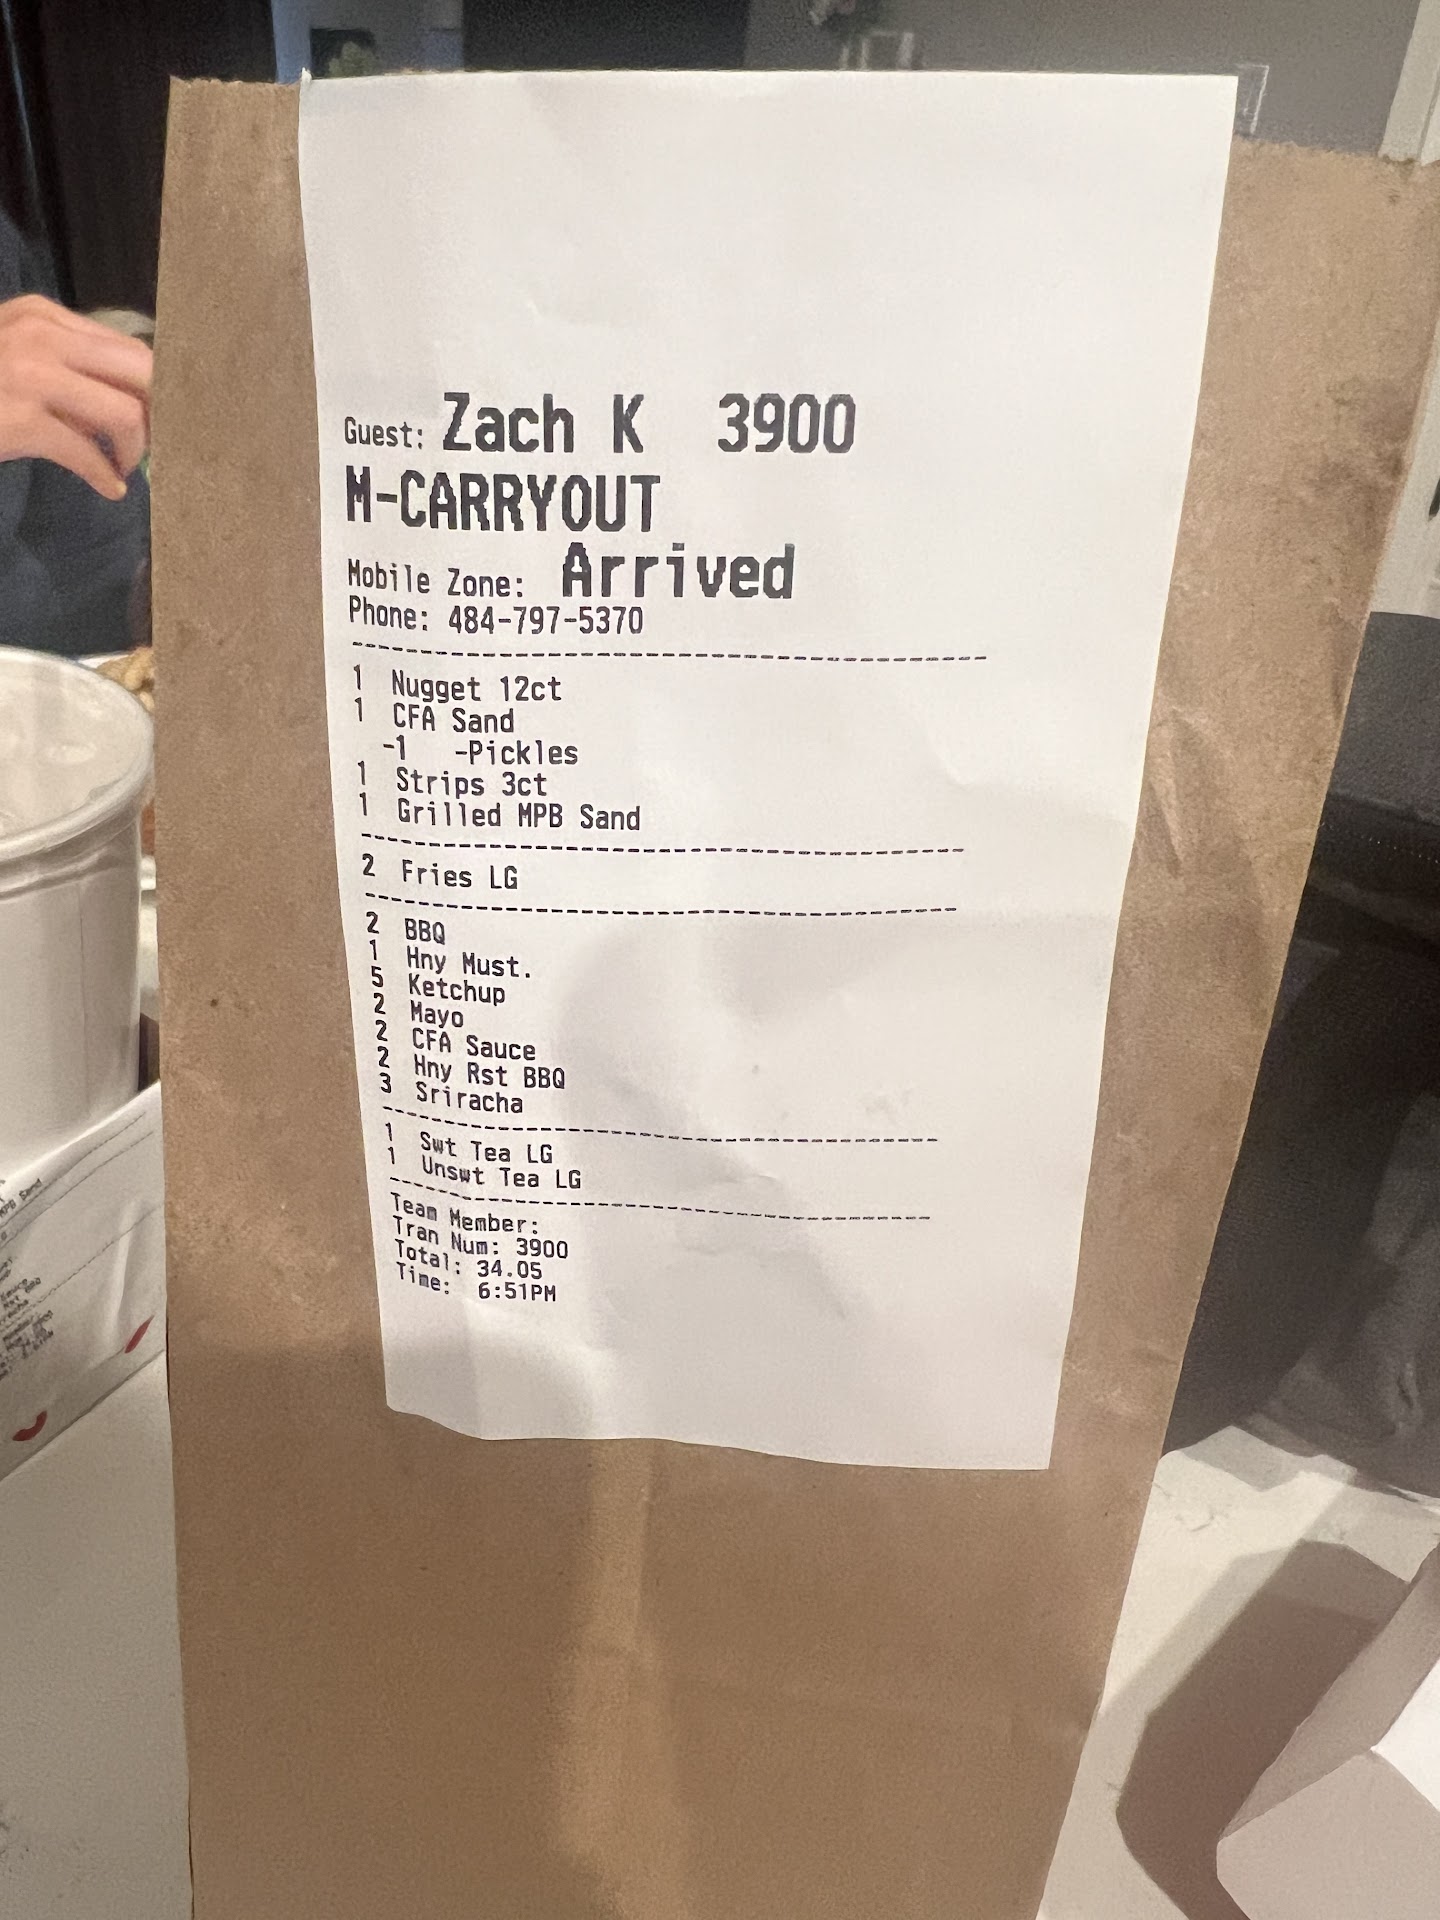 Guest: Zach K 3900
M-CARRYOUT
Mobile Zone: Arrived
Phone: 484-797-5370
--------------------------------
1 Nugget 12ct
1 CFA Sand
-1 -Pickles
1 Strips 3ct
1 Grilled MPB Sand
--------------------------------
2 Fries LG
--------------------------------
2 BBQ
1 Hny Must.
5 Ketchup
2 Mayo
2 CFA Sauce
2 Hny Rst BBQ
3 Sriracha
--------------------------------
1 Swt Tea LG
1 Unswt Tea LG
--------------------------------
Team Member:
Tran Num: 3900
Total: 34.05
Time: 6:51PM
MPB Sand